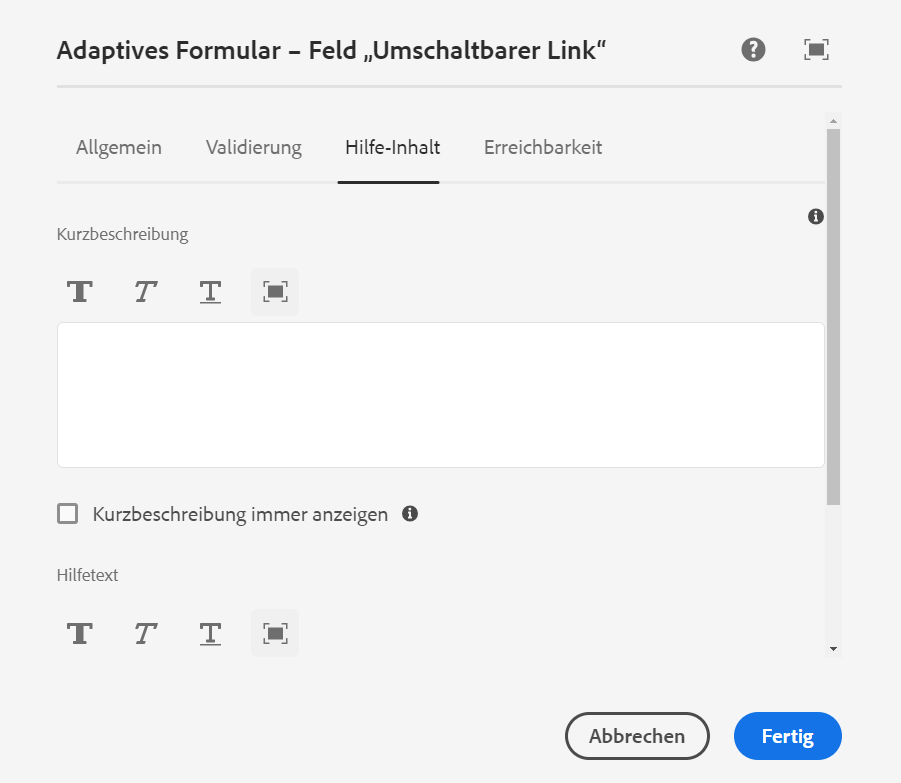 Adaptives Formular – Feld „Umschaltbarer Link“
Allgemein Validierung Hilfe-Inhalt Erreichbarkeit
Kurzbeschreibung
T T T
Kurzbeschreibung immer anzeigen
Hilfetext
T T T
Abbrechen Fertig